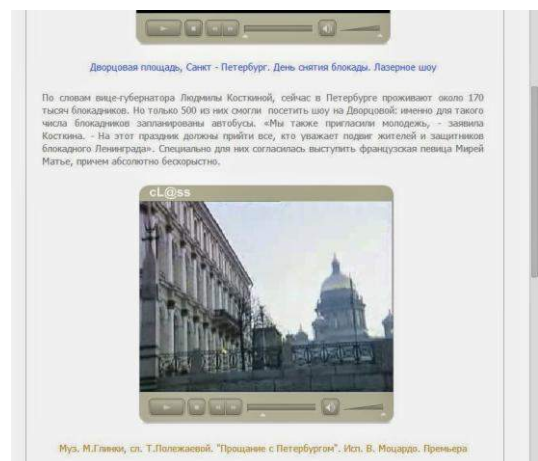 Дворцовая площадь, Санкт - Петербург. День снятия блокады. Лазерное шоу
По словам вице-губернатора Людмилы Косткиной, сейчас в Петербурге проживают около 170
тысяч блокадников. Но только 500 из них смогли посетить шоу на Дворцовой: именно для такого
числа блокадников запланированы автобусы. «Мы также пригласили молодежь, - заявила
Косткина. - На этот праздник должны прийти все, кто уважает подвиг жителей и защитников
блокадного Ленинграда». Специально для них согласилась выступить французская певица Мирей
Матье, причем абсолютно бескорыстно.
cL@ss
Муз. М.Глинки, сл. Т.Полежаевой. "Прощание с Петербургом". Исп. В. Моцардо. Премьера